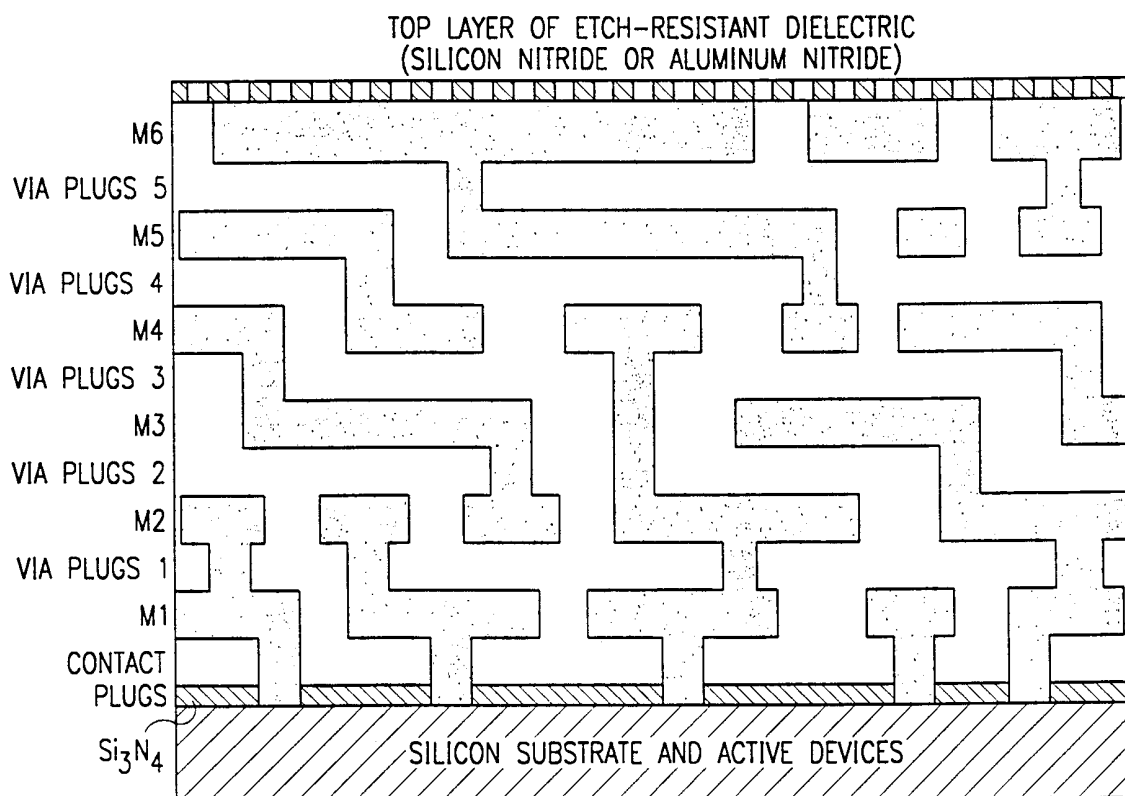 TOP LAYER OF ETCH-RESISTANT DIELECTRIC
(SILICON NITRIDE OR ALUMINUM NITRIDE)
M6
VIA PLUGS 5
M5
VIA PLUGS 4
M4
VIA PLUGS 3
M3
VIA PLUGS 2
M2
VIA PLUGS 1
M1
CONTACT
PLUGS
Si₃N₄
SILICON SUBSTRATE AND ACTIVE DEVICES